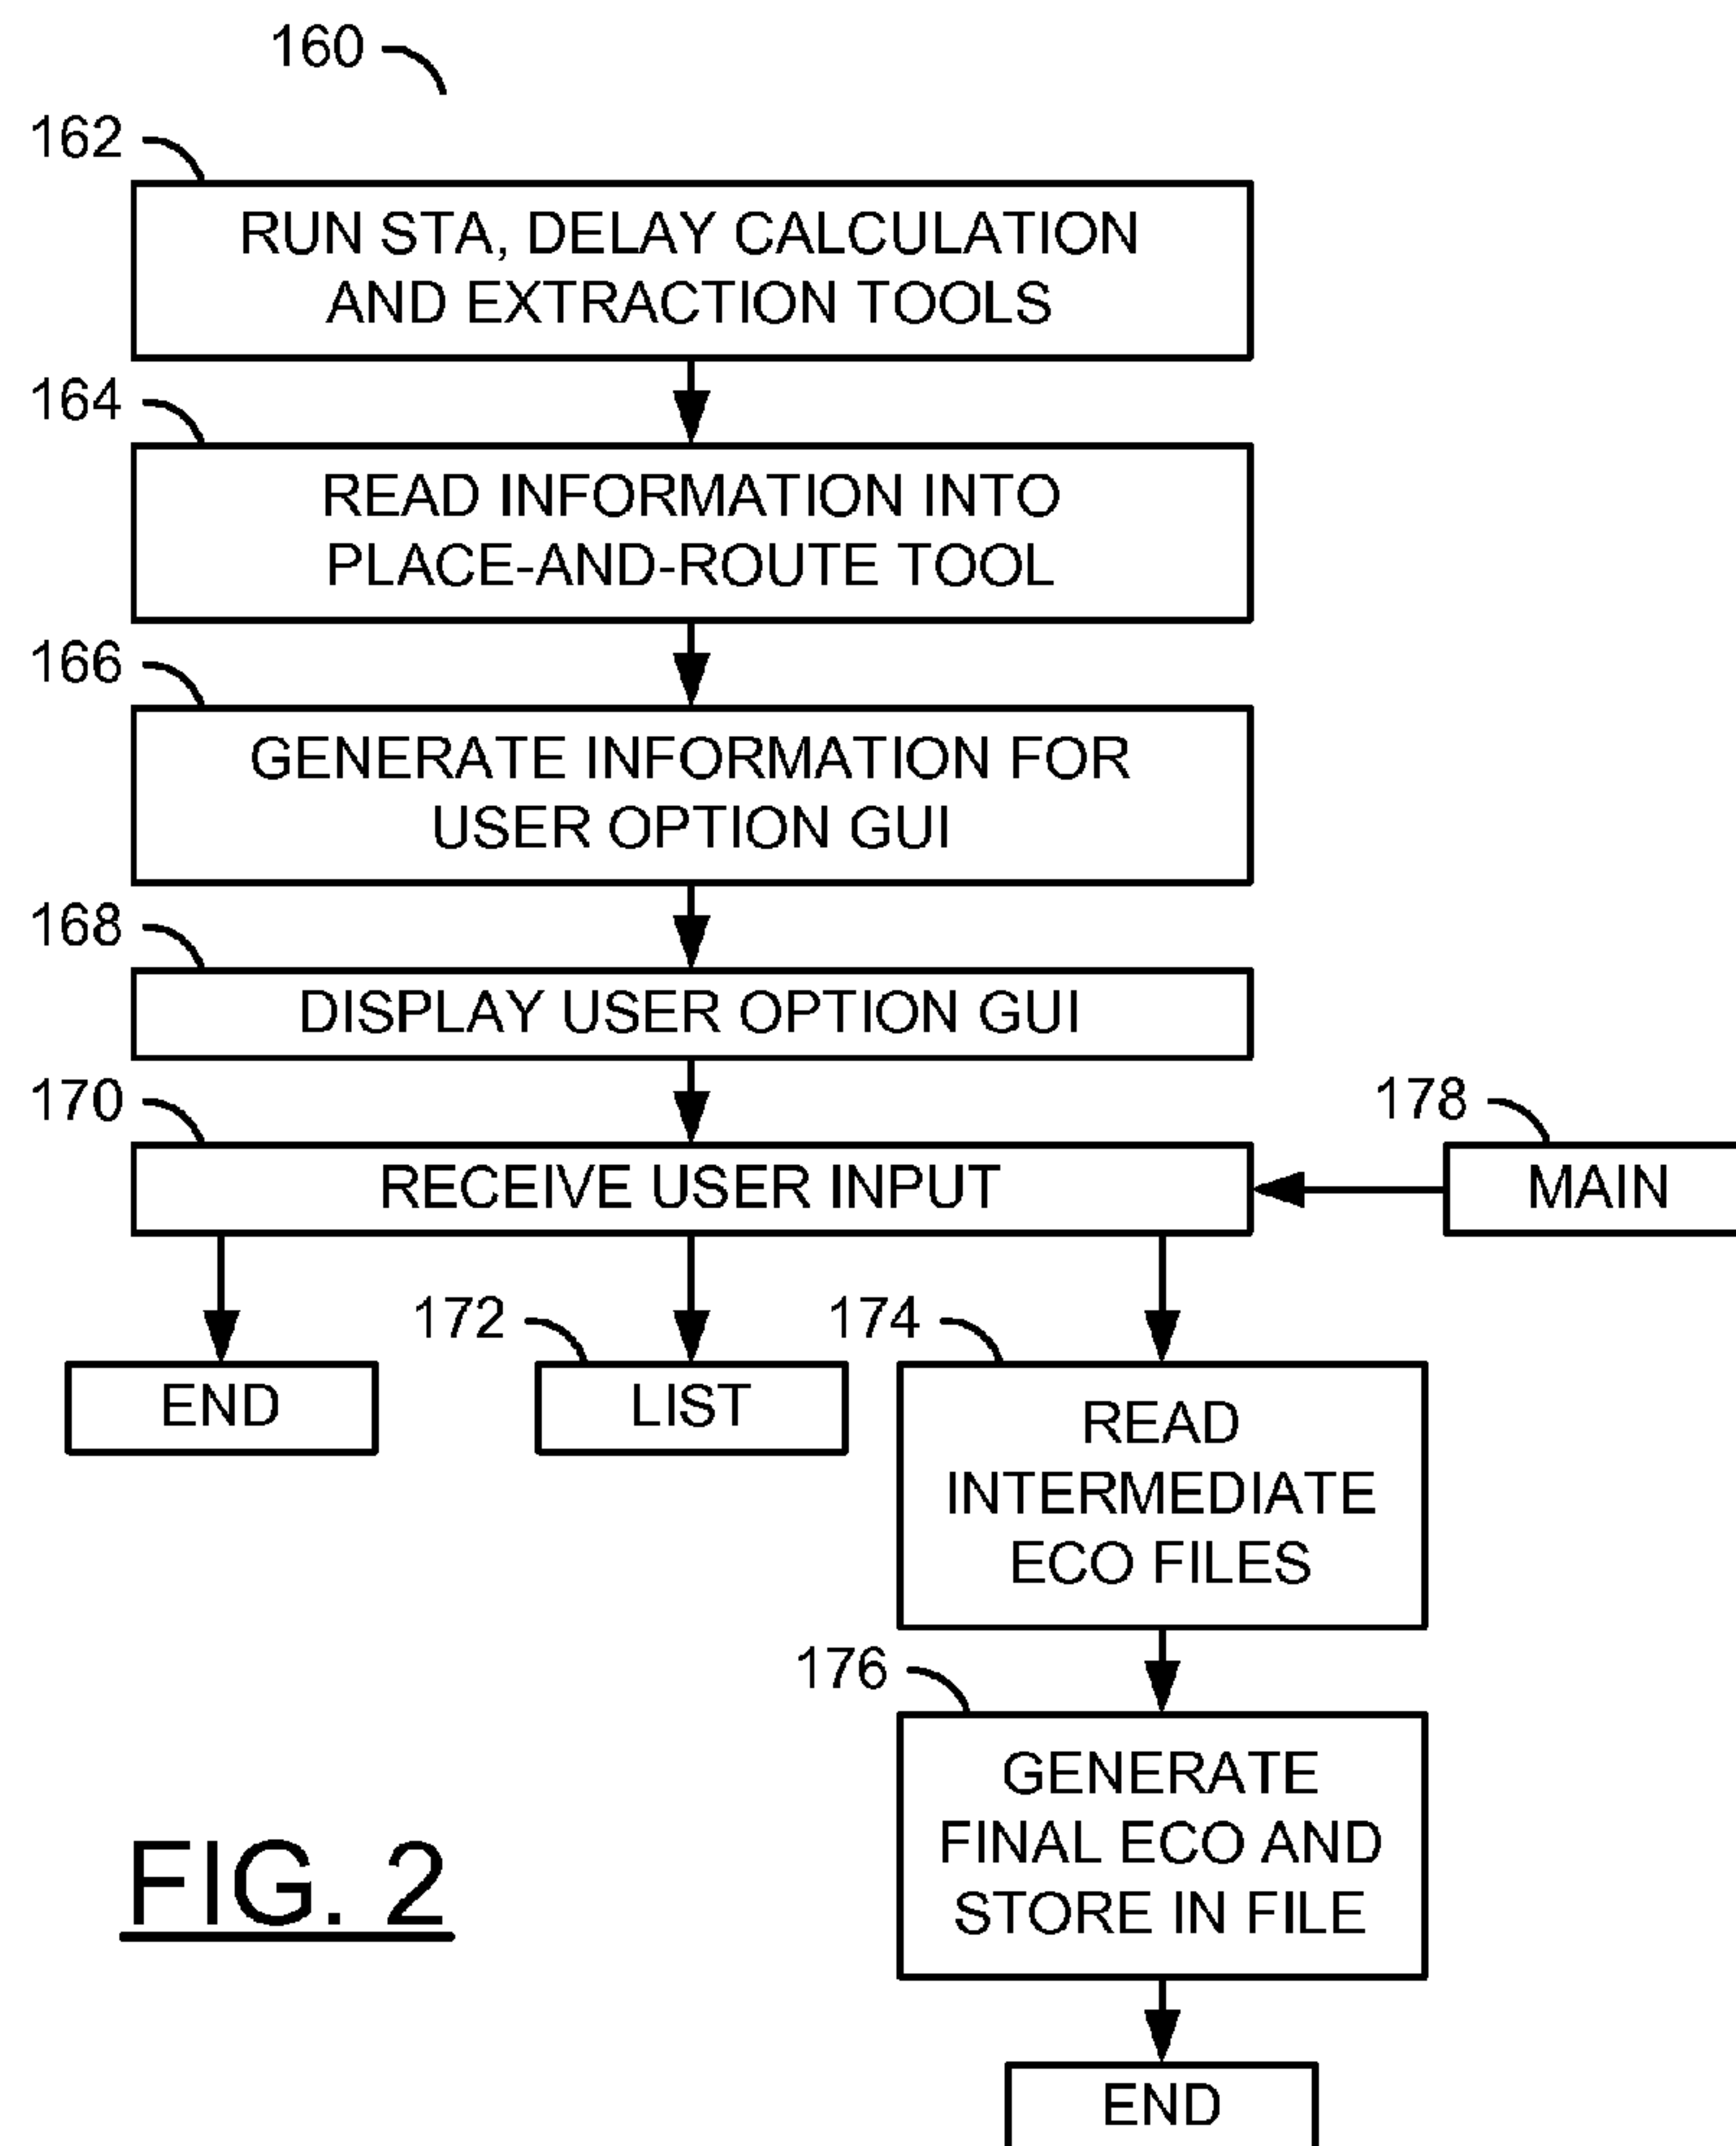 160
162
RUN STA, DELAY CALCULATION
AND EXTRACTION TOOLS
164
READ INFORMATION INTO
PLACE-AND-ROUTE TOOL
166
GENERATE INFORMATION FOR
USER OPTION GUI
168
DISPLAY USER OPTION GUI
170
RECEIVE USER INPUT
178
MAIN
END
172
LIST
174
READ
INTERMEDIATE
ECO FILES
176
GENERATE
FINAL ECO AND
STORE IN FILE
END
FIG. 2